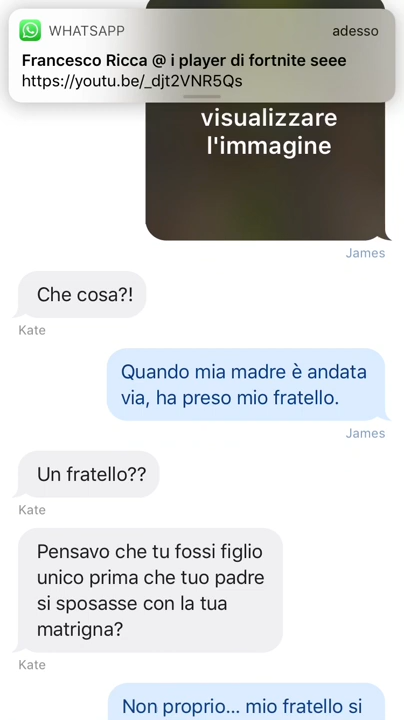 WHATSAPP
adesso
Francesco Ricca @ i player di fortnite seee
https://youtu.be/_djt2VNR5Qs
visualizzare
l'immagine
James
Che cosa?!
Kate
Quando mia madre è andata
via, ha preso mio fratello.
James
Un fratello??
Kate
Pensavo che tu fossi figlio
unico prima che tuo padre
si sposasse con la tua
matrigna?
Kate
Non proprio... mio fratello si